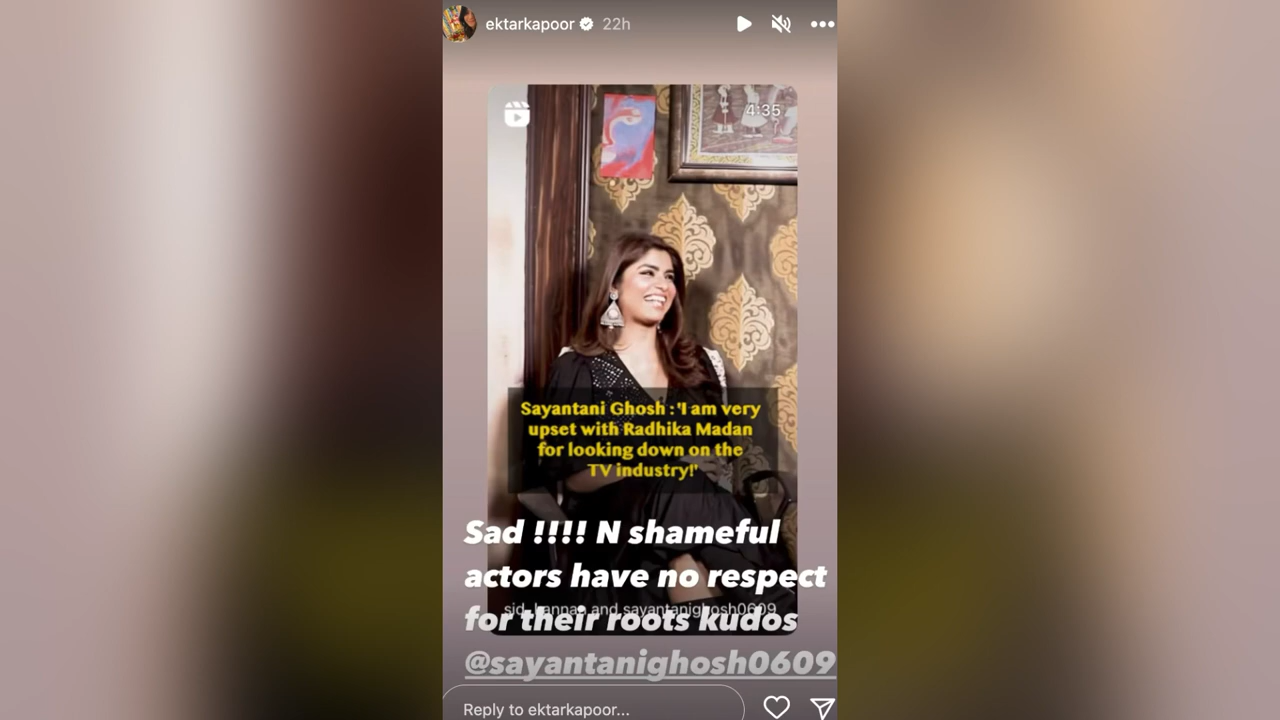 ektarkapoor 22h
4:35
Sayantani Ghosh : 'I am very
upset with Radhika Madan
for looking down on the
TV industry!'
Sad !!!! N shameful
actors have no respect
sid_kannan and sayantanighosh0609
for their roots kudos
@sayantanighosh0609
Reply to ektarkapoor...